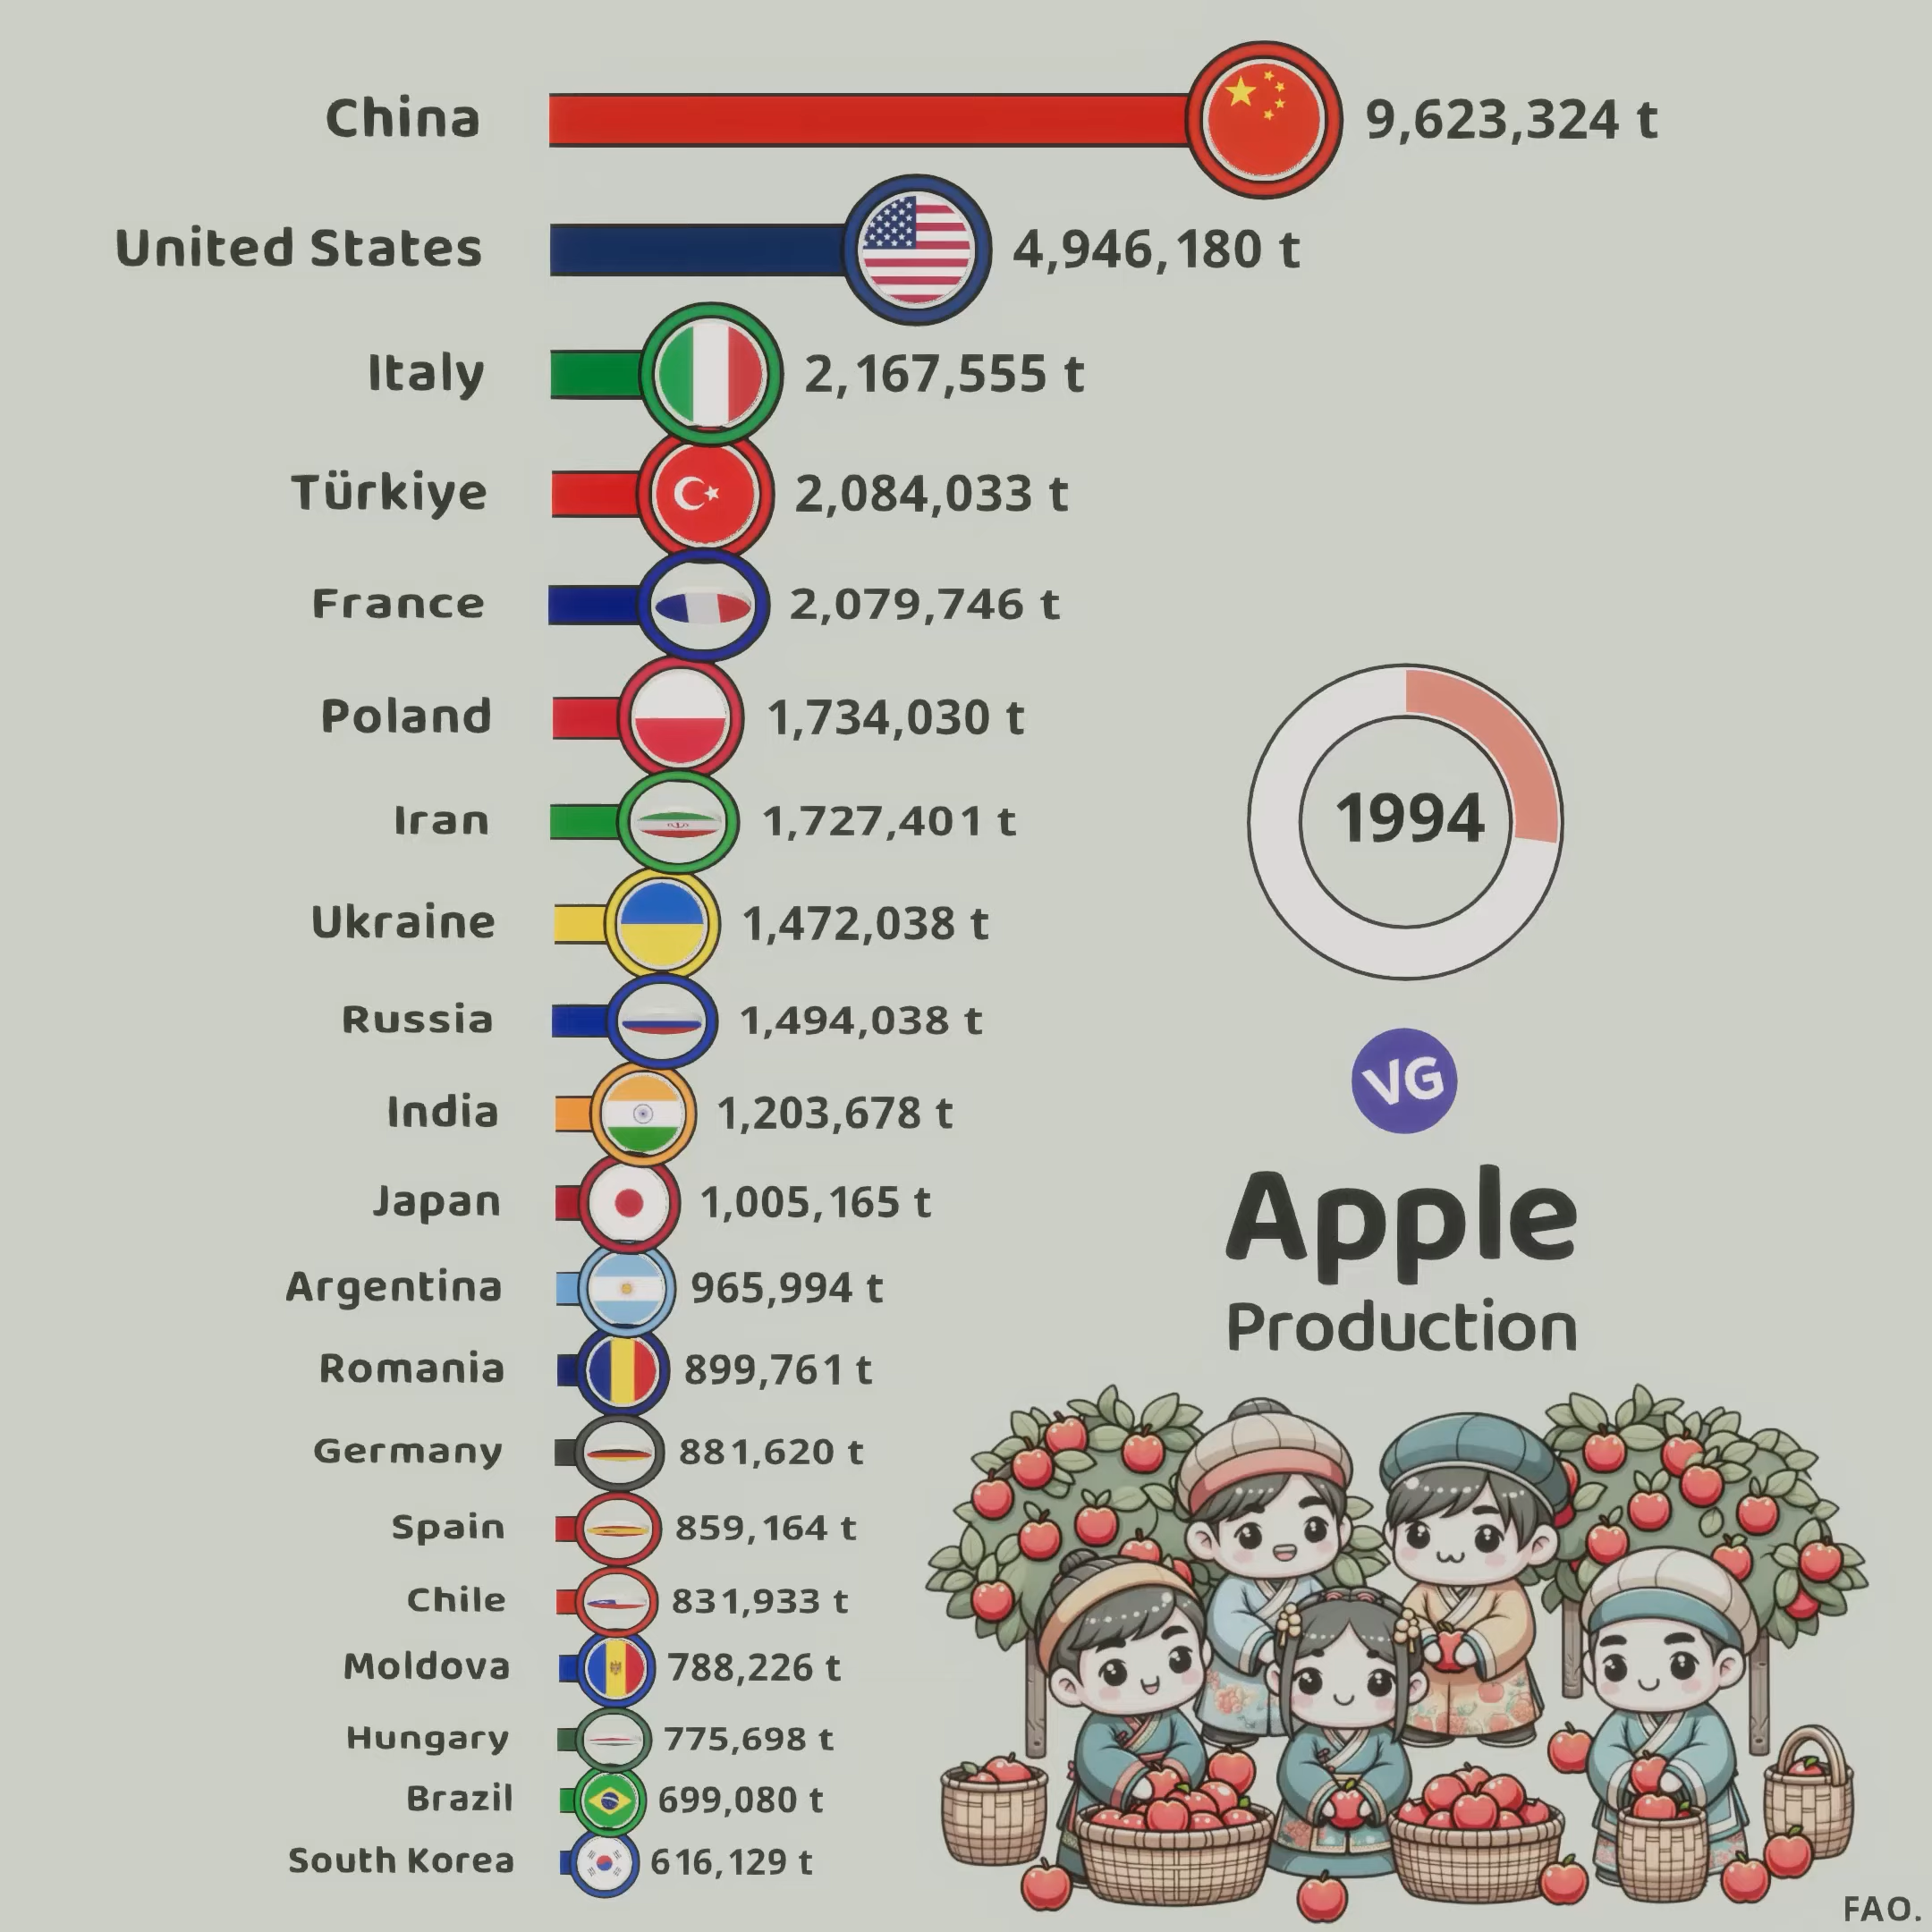 China 9,623,324 t
United States 4,946,180 t
Italy 2,167,555 t
Türkiye 2,084,033 t
France 2,079,746 t
Poland 1,734,030 t
Iran 1,727,401 t
Ukraine 1,472,038 t
Russia 1,494,038 t
India 1,203,678 t
Japan 1,005,165 t
Argentina 965,994 t
Romania 899,761 t
Germany 881,620 t
Spain 859,164 t
Chile 831,933 t
Moldova 788,226 t
Hungary 775,698 t
Brazil 699,080 t
South Korea 616,129 t
1994
VG
Apple
Production
FAO.